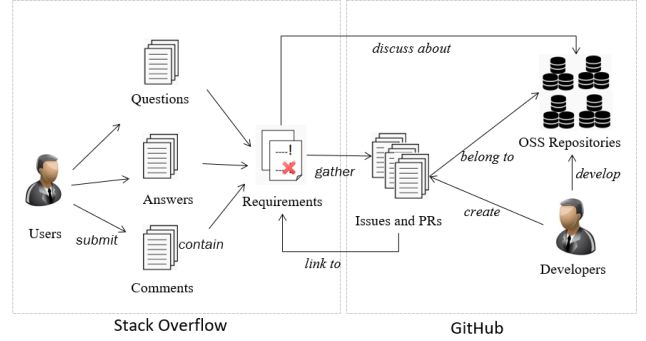 discuss about
Questions
OSS Repositories
belong to
gather
develop
Answers
Requirements
Issues and PRs
create
Users
submit
contain
link to
Developers
Comments
Stack Overflow
GitHub